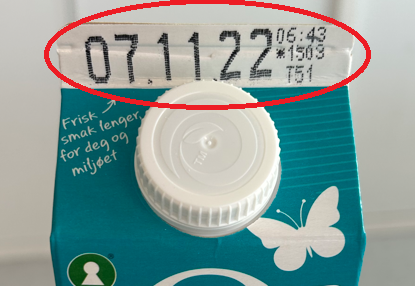 07.11.22
06:43
*1503
T51
Frisk
smak lenger,
for deg og
miljøet